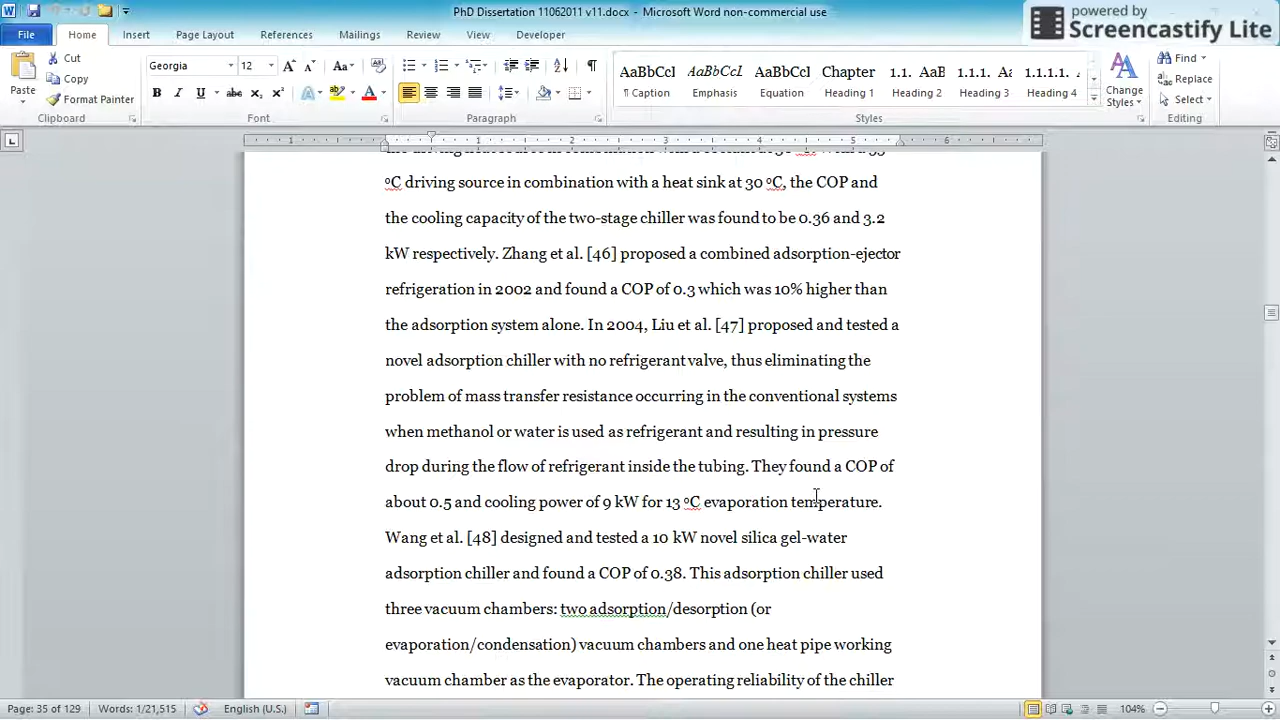 PhD Dissertation 11062011 v11.docx - Microsoft Word non-commercial use
powered by
Screencastify Lite
File Home Insert Page Layout References Mailings Review View Developer
Cut
Copy
Format Painter
Paste
Clipboard
Georgia 12
Font
Paragraph
AaBbCcI AaBbCcI AaBbCcI Chapter 1.1. AaB 1.1.1. Aa 1.1.1.1. A
¶ Caption Emphasis Equation Heading 1 Heading 2 Heading 3 Heading 4
Styles
Change
Styles
Find
Replace
Select
Editing
1 1 2 3 4 5 6
oC driving source in combination with a heat sink at 30 oC, the COP and
the cooling capacity of the two-stage chiller was found to be 0.36 and 3.2
kW respectively. Zhang et al. [46] proposed a combined adsorption-ejector
refrigeration in 2002 and found a COP of 0.3 which was 10% higher than
the adsorption system alone. In 2004, Liu et al. [47] proposed and tested a
novel adsorption chiller with no refrigerant valve, thus eliminating the
problem of mass transfer resistance occurring in the conventional systems
when methanol or water is used as refrigerant and resulting in pressure
drop during the flow of refrigerant inside the tubing. They found a COP of
about 0.5 and cooling power of 9 kW for 13 oC evaporation temperature.
Wang et al. [48] designed and tested a 10 kW novel silica gel-water
adsorption chiller and found a COP of 0.38. This adsorption chiller used
three vacuum chambers: two adsorption/desorption (or
evaporation/condensation) vacuum chambers and one heat pipe working
vacuum chamber as the evaporator. The operating reliability of the chiller
Page: 35 of 129 Words: 1/21,515 English (U.S.) 104%